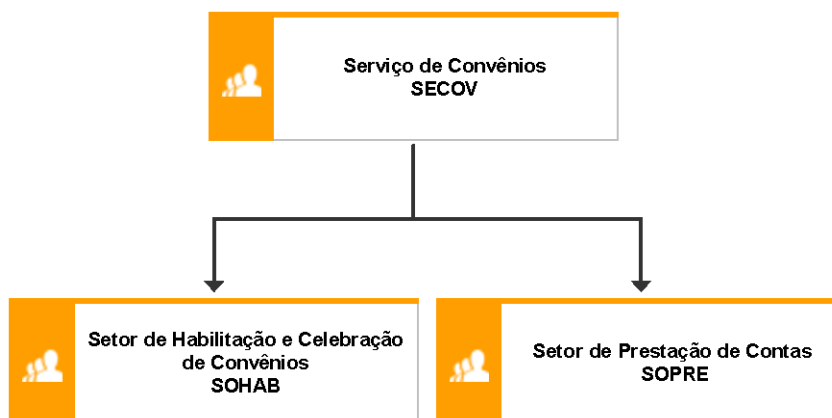 Serviço de Convênios
SECOV
Setor de Habilitação e Celebração
de Convênios
SOHAB
Setor de Prestação de Contas
SOPRE